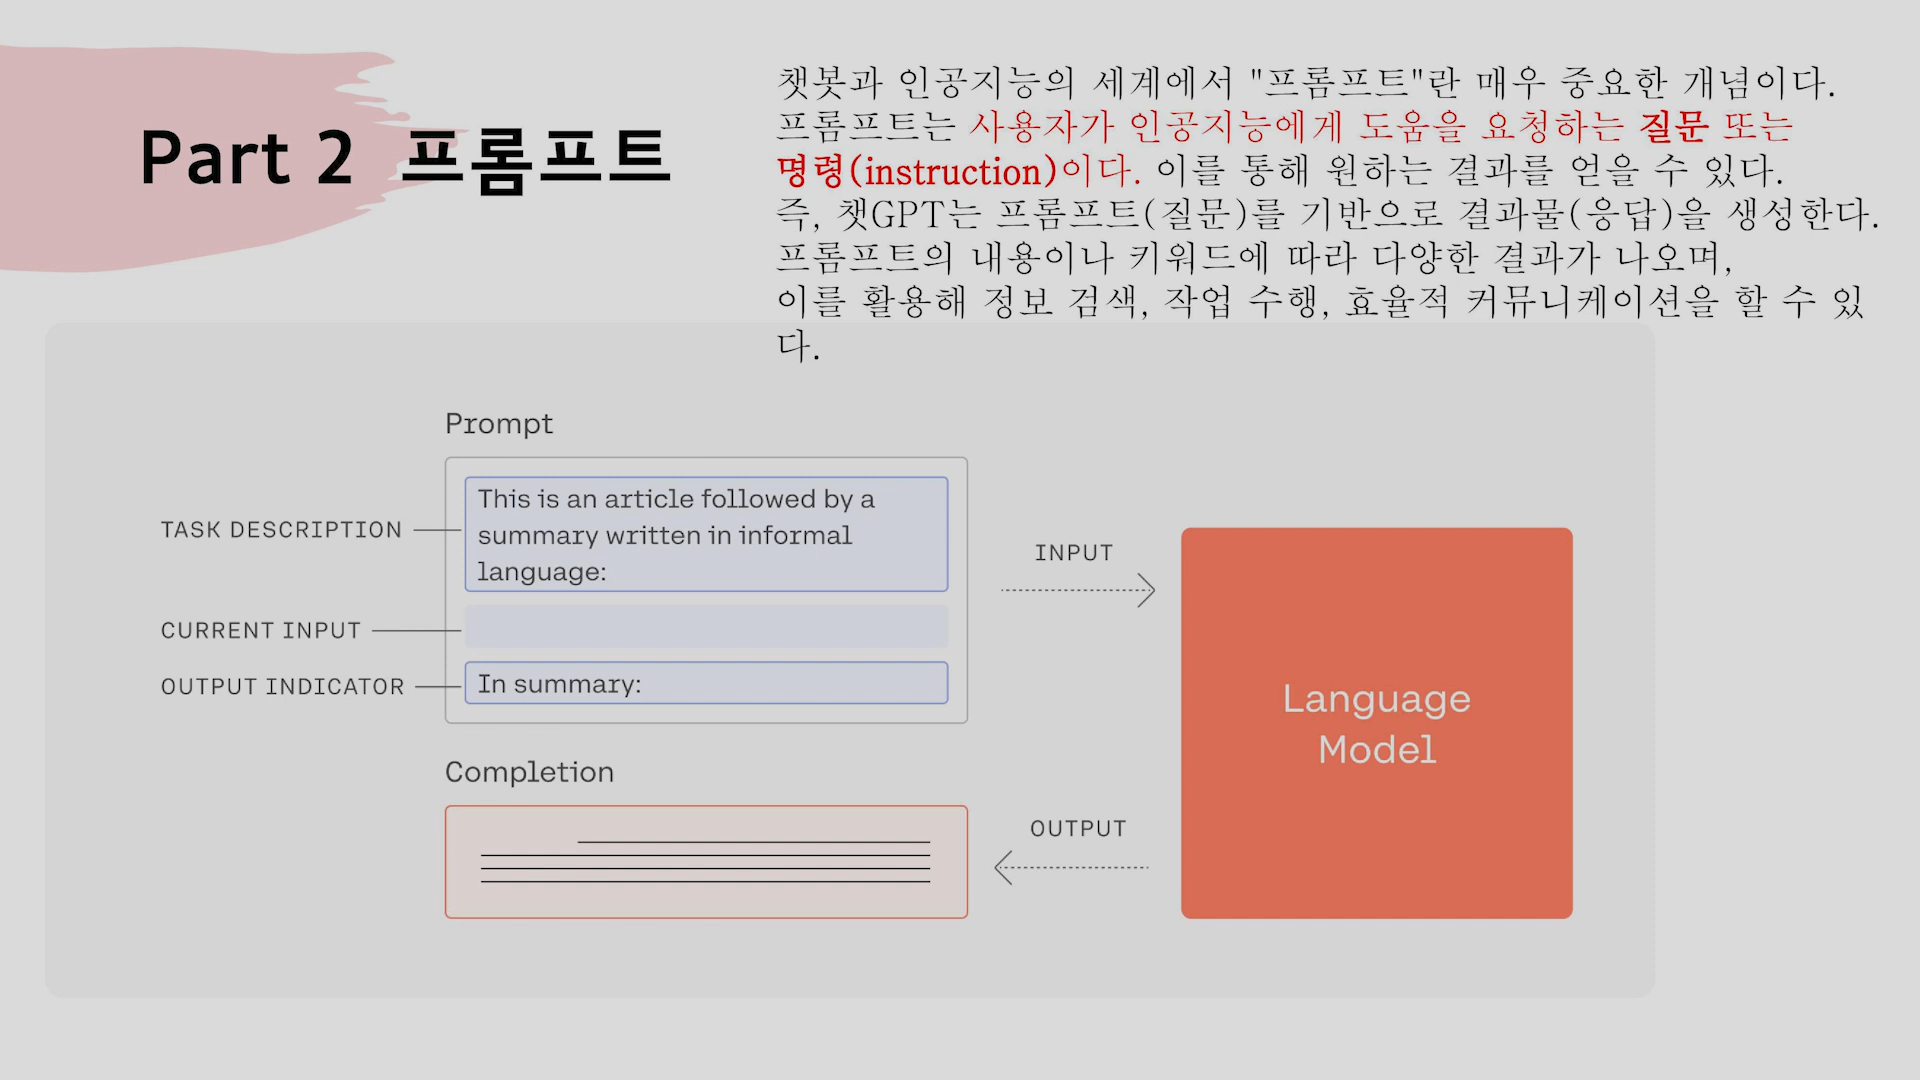 Part 2 프롬프트
챗봇과 인공지능의 세계에서 "프롬프트"란 매우 중요한 개념이다.
프롬프트는 사용자가 인공지능에게 도움을 요청하는 질문 또는
명령(instruction)이다. 이를 통해 원하는 결과를 얻을 수 있다.
즉, 챗GPT는 프롬프트(질문)를 기반으로 결과물(응답)을 생성한다.
프롬프트의 내용이나 키워드에 따라 다양한 결과가 나오며,
이를 활용해 정보 검색, 작업 수행, 효율적 커뮤니케이션을 할 수 있
다.
Prompt
TASK DESCRIPTION
This is an article followed by a
summary written in informal
language:
CURRENT INPUT
OUTPUT INDICATOR
In summary:
INPUT
Language
Model
Completion
OUTPUT